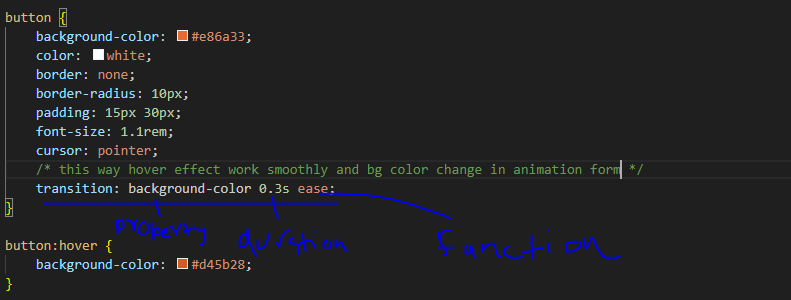 button {
background-color: #e86a33;
color: white;
border: none;
border-radius: 10px;
padding: 15px 30px;
font-size: 1.1rem;
cursor: pointer;
/* this way hover effect work smoothly and bg color change in animation form */
transition: background-color 0.3s ease;
}
property duration function
button:hover {
background-color: #d45b28;
}